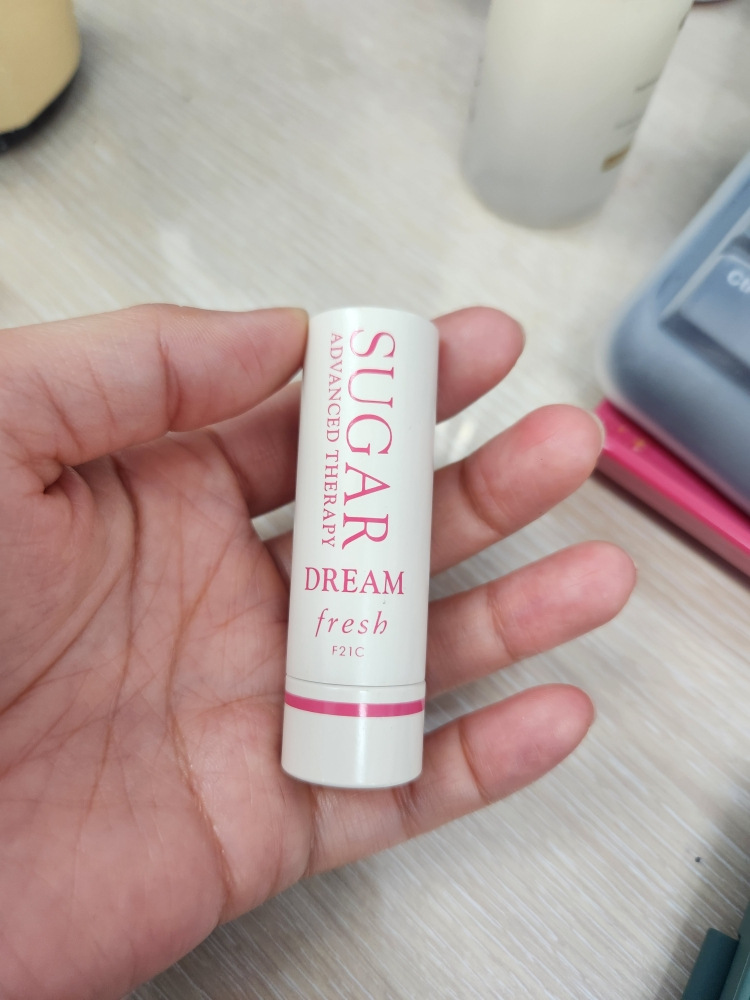 SUGAR
ADVANCED THERAPY
DREAM
fresh
F21C